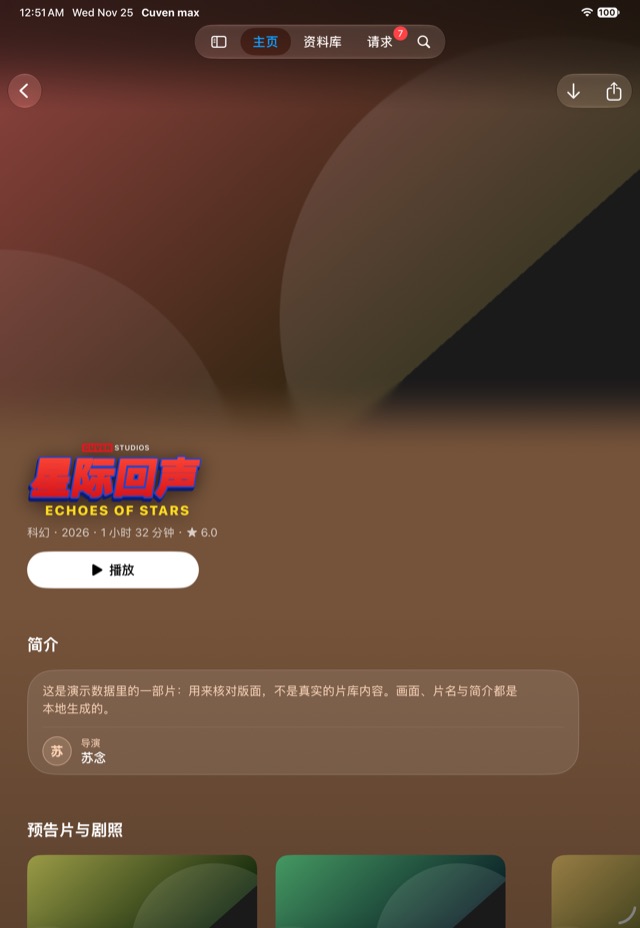 12:51 AM Wed Nov 25 Cuven max 100
主页 资料库 请求 7
STUDIOS
星际回声
ECHOES OF STARS
科幻 · 2026 · 1 小时 32 分钟 · ★ 6.0
播放
简介
这是演示数据里的一部片：用来核对版面，不是真实的片库内容。画面、片名与简介都是
本地生成的。
苏
导演
苏念
预告片与剧照